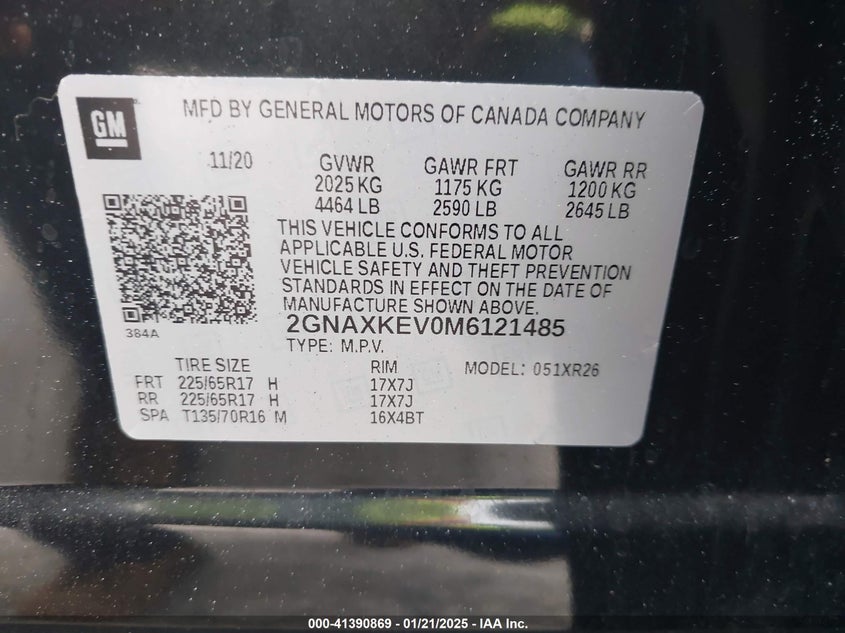 GM
MFD BY GENERAL MOTORS OF CANADA COMPANY
11/20 GVWR GAWR FRT GAWR RR
2025 KG 1175 KG 1200 KG
4464 LB 2590 LB 2645 LB
THIS VEHICLE CONFORMS TO ALL
APPLICABLE U.S. FEDERAL MOTOR
VEHICLE SAFETY AND THEFT PREVENTION
STANDARDS IN EFFECT ON THE DATE OF
MANUFACTURE SHOWN ABOVE.
2GNAXKEV0M6121485
384A
TYPE: M.P.V.
TIRE SIZE RIM MODEL: 051XR26
FRT 225/65R17 H 17X7J
RR 225/65R17 H 17X7J
SPA T135/70R16 M 16X4BT
000-41390869 - 01/21/2025 - IAA Inc.